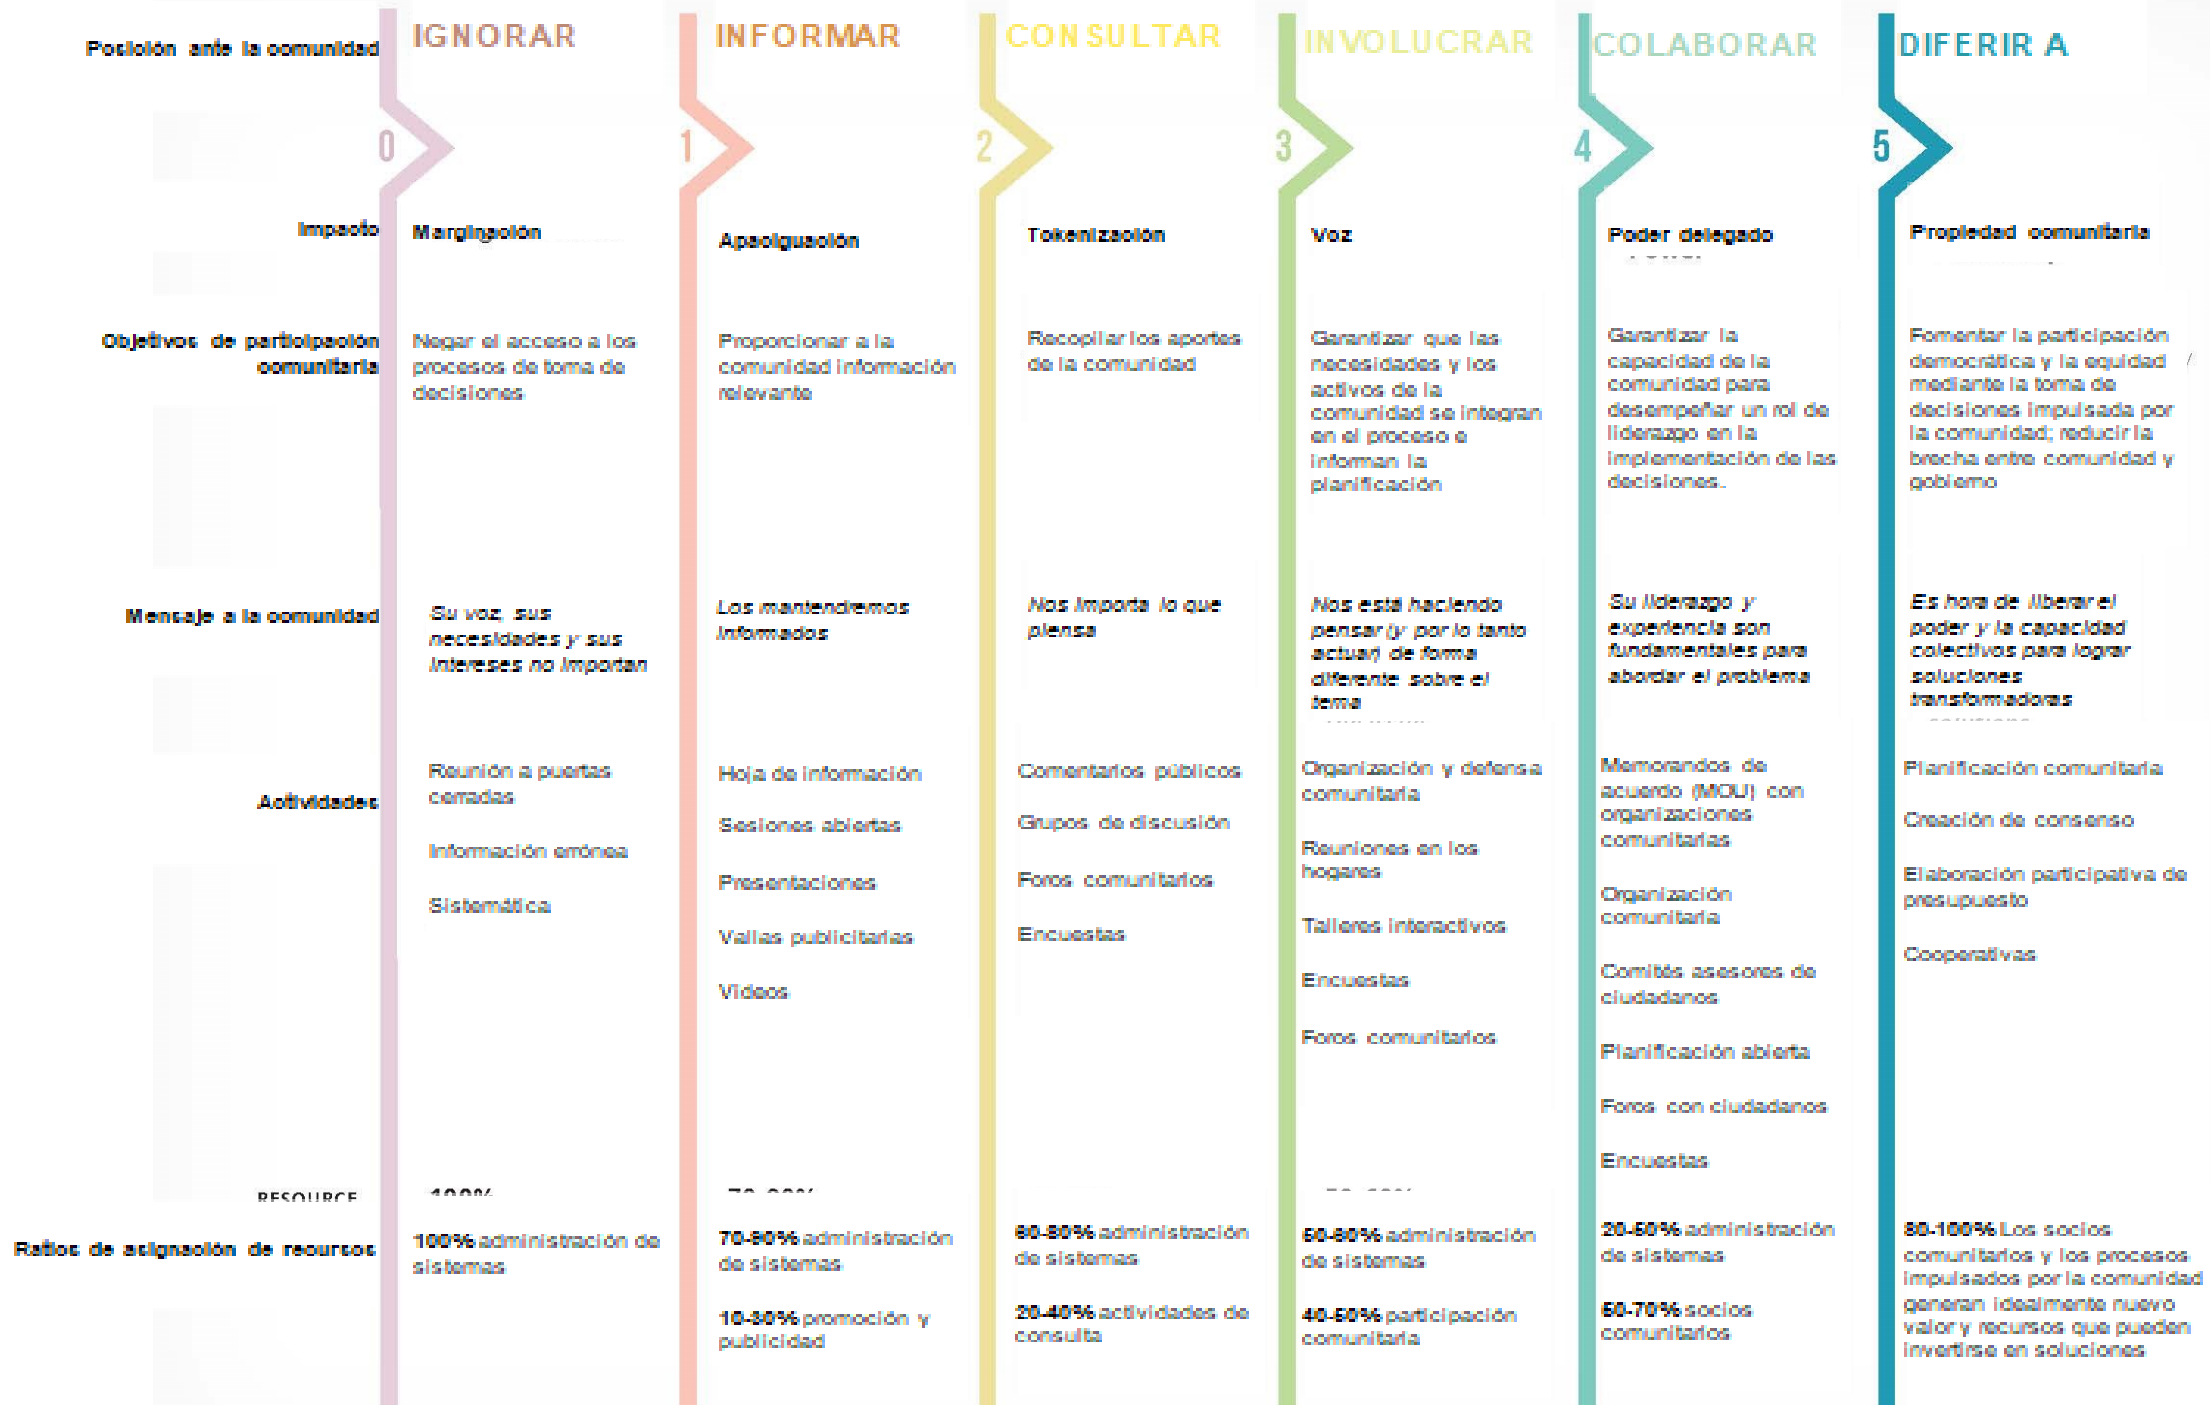 Posición ante la comunidad
IGNORAR
INFORMAR
CONSULTAR
INVOLUCRAR
COLABORAR
DIFERIR A
0
1
2
3
4
5
Impacto
Marginación
Apaciguación
Tokenización
Voz
Poder delegado
Propiedad comunitaria
Objetivos de participación
comunitaria
Negar el acceso a los
procesos de toma de
decisiones
Proporcionar a la
comunidad información
relevante
Recopilar los aportes
de la comunidad
Garantizar que las
necesidades y los
activos de la
comunidad se integran
en el proceso e
informan la
planificación
Garantizar la
capacidad de la
comunidad para
desempeñar un rol de
liderazgo en la
implementación de las
decisiones.
Fomentar la participación
democrática y la equidad
mediante la toma de
decisiones impulsada por
la comunidad; reducir la
brecha entre comunidad y
gobierno
Mensaje a la comunidad
Su voz, sus
necesidades y sus
intereses no importan
Los mantendremos
informados
Nos importa lo que
piensa
Nos está haciendo
pensar (y por lo tanto
actuar) de forma
diferente sobre el
tema
Su liderazgo y
experiencia son
fundamentales para
abordar el problema
Es hora de liberar el
poder y la capacidad
colectivos para lograr
soluciones
transformadoras
Actividades
Reunión a puertas
cerradas
Información errónea
Sistemática
Hoja de información
Sesiones abiertas
Presentaciones
Vallas publicitarias
Videos
Comentarios públicos
Grupos de discusión
Foros comunitarios
Encuestas
Organización y defensa
comunitaria
Reuniones en los
hogares
Talleres interactivos
Encuestas
Foros comunitarios
Memorandos de
acuerdo (MOU) con
organizaciones
comunitarias
Organización
comunitaria
Comités asesores de
ciudadanos
Planificación abierta
Foros con ciudadanos
Encuestas
Planificación comunitaria
Creación de consenso
Elaboración participativa de
presupuesto
Cooperativas
RESOURCE
Ratios de asignación de recursos
100% administración de
sistemas
70-90% administración
de sistemas
10-30% promoción y
publicidad
60-80% administración
de sistemas
20-40% actividades de
consulta
administración
de sistemas
participación
comunitaria
administración
de sistemas
socios
comunitarios
80-100% Los socios
comunitarios y los procesos
impulsados por la comunidad
generan idealmente nuevo
valor y recursos que pueden
invertirse en soluciones